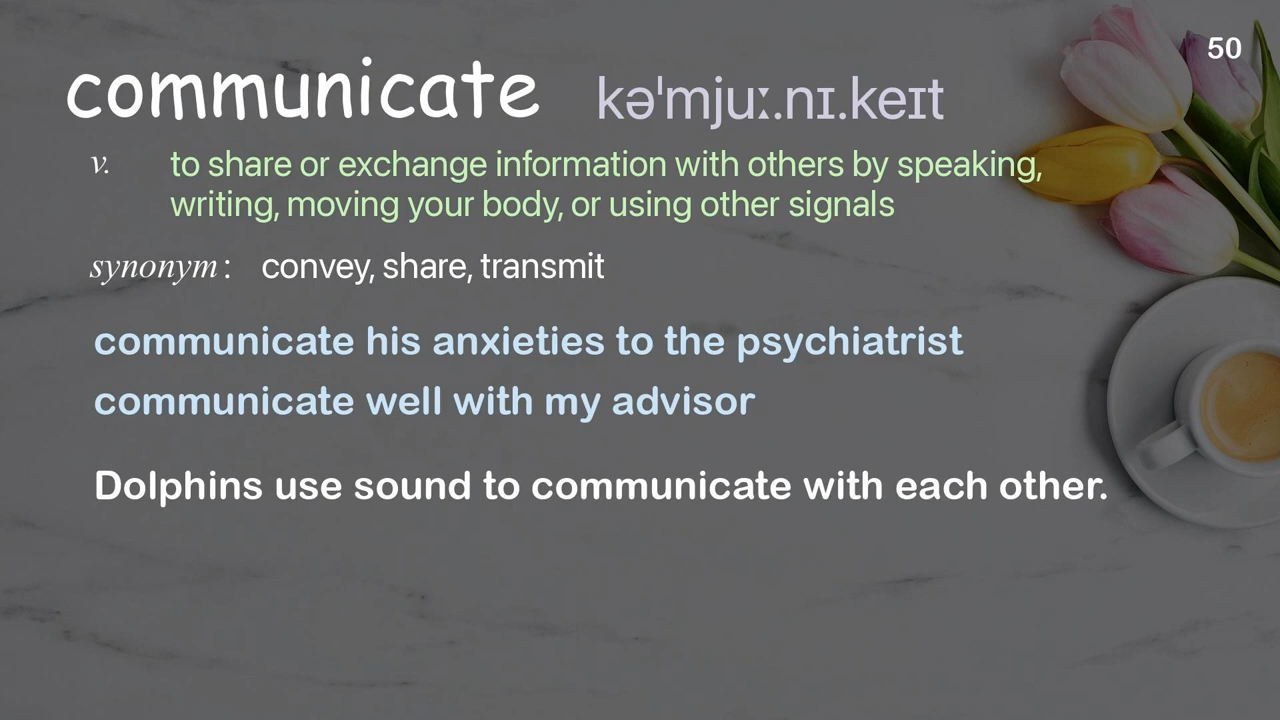 50
communicate kəˈmjuː.nɪ.keɪt
v. to share or exchange information with others by speaking,
writing, moving your body, or using other signals
synonym: convey, share, transmit
communicate his anxieties to the psychiatrist
communicate well with my advisor
Dolphins use sound to communicate with each other.